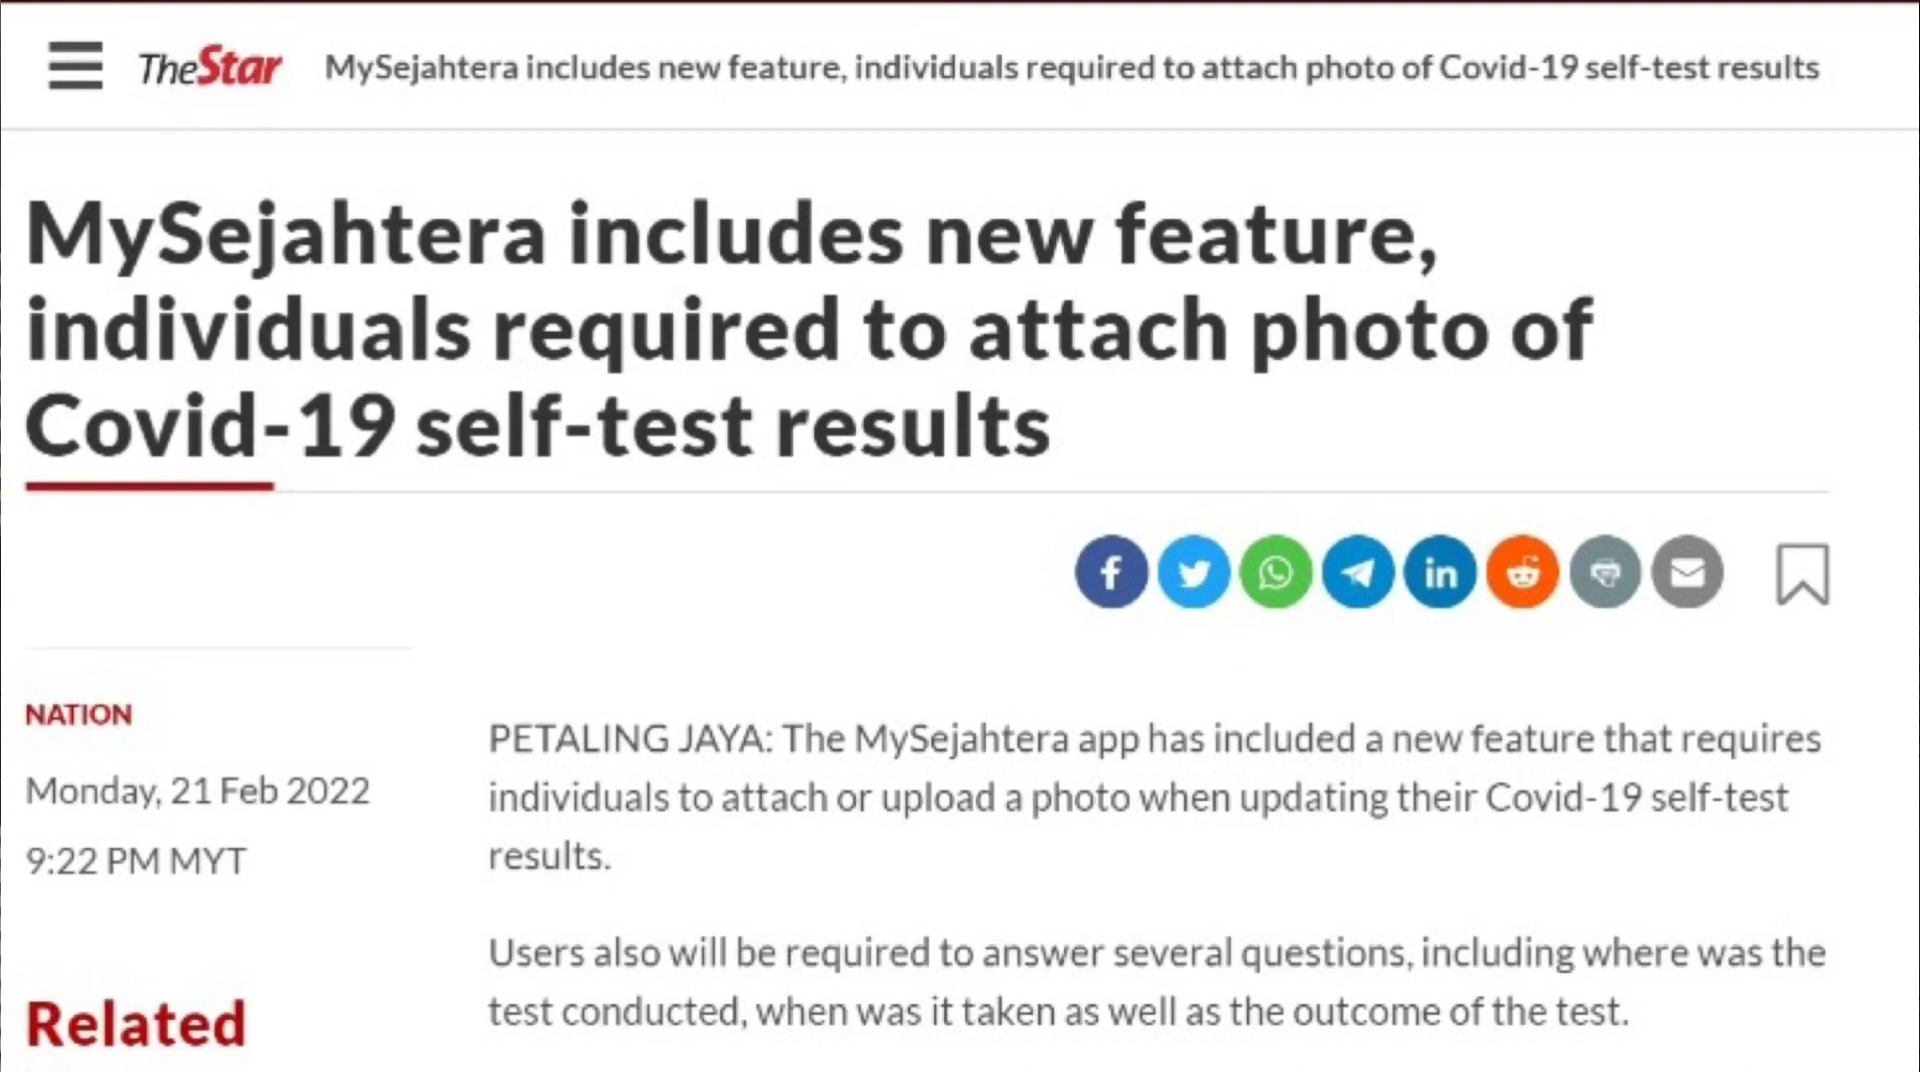 TheStar MySejahtera includes new feature, individuals required to attach photo of Covid-19 self-test results
MySejahtera includes new feature,
individuals required to attach photo of
Covid-19 self-test results
NATION
Monday, 21 Feb 2022
9:22 PM MYT
Related
PETALING JAYA: The MySejahtera app has included a new feature that requires
individuals to attach or upload a photo when updating their Covid-19 self-test
results.
Users also will be required to answer several questions, including where was the
test conducted, when was it taken as well as the outcome of the test.